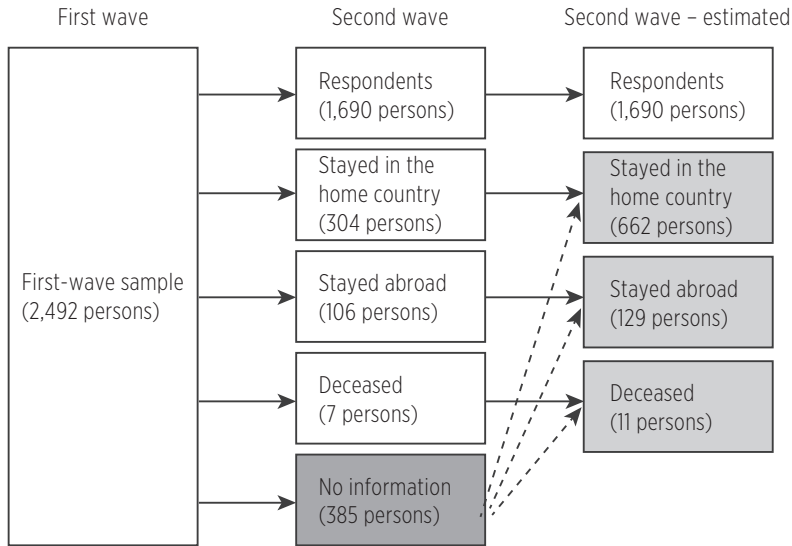 First wave
Second wave
Second wave – estimated
First-wave sample
(2,492 persons)
Respondents
(1,690 persons)
Stayed in the
home country
(304 persons)
Stayed abroad
(106 persons)
Deceased
(7 persons)
No information
(385 persons)
Respondents
(1,690 persons)
Stayed in the
home country
(662 persons)
Stayed abroad
(129 persons)
Deceased
(11 persons)